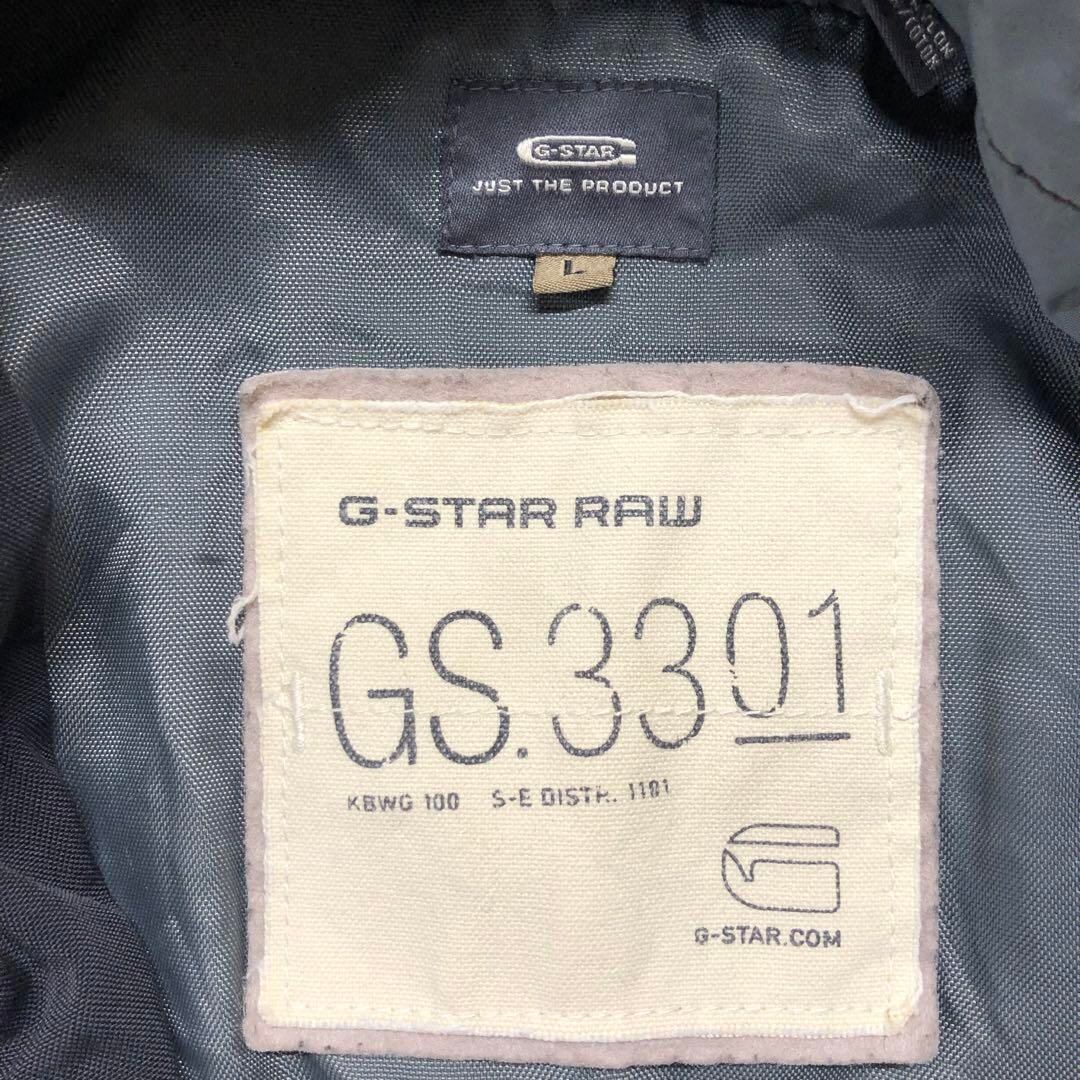 G-STAR
JUST THE PRODUCT
L
G-STAR RAW
GS.3301
KBWG 100 S-E DISTR. 1101
G-STAR.COM